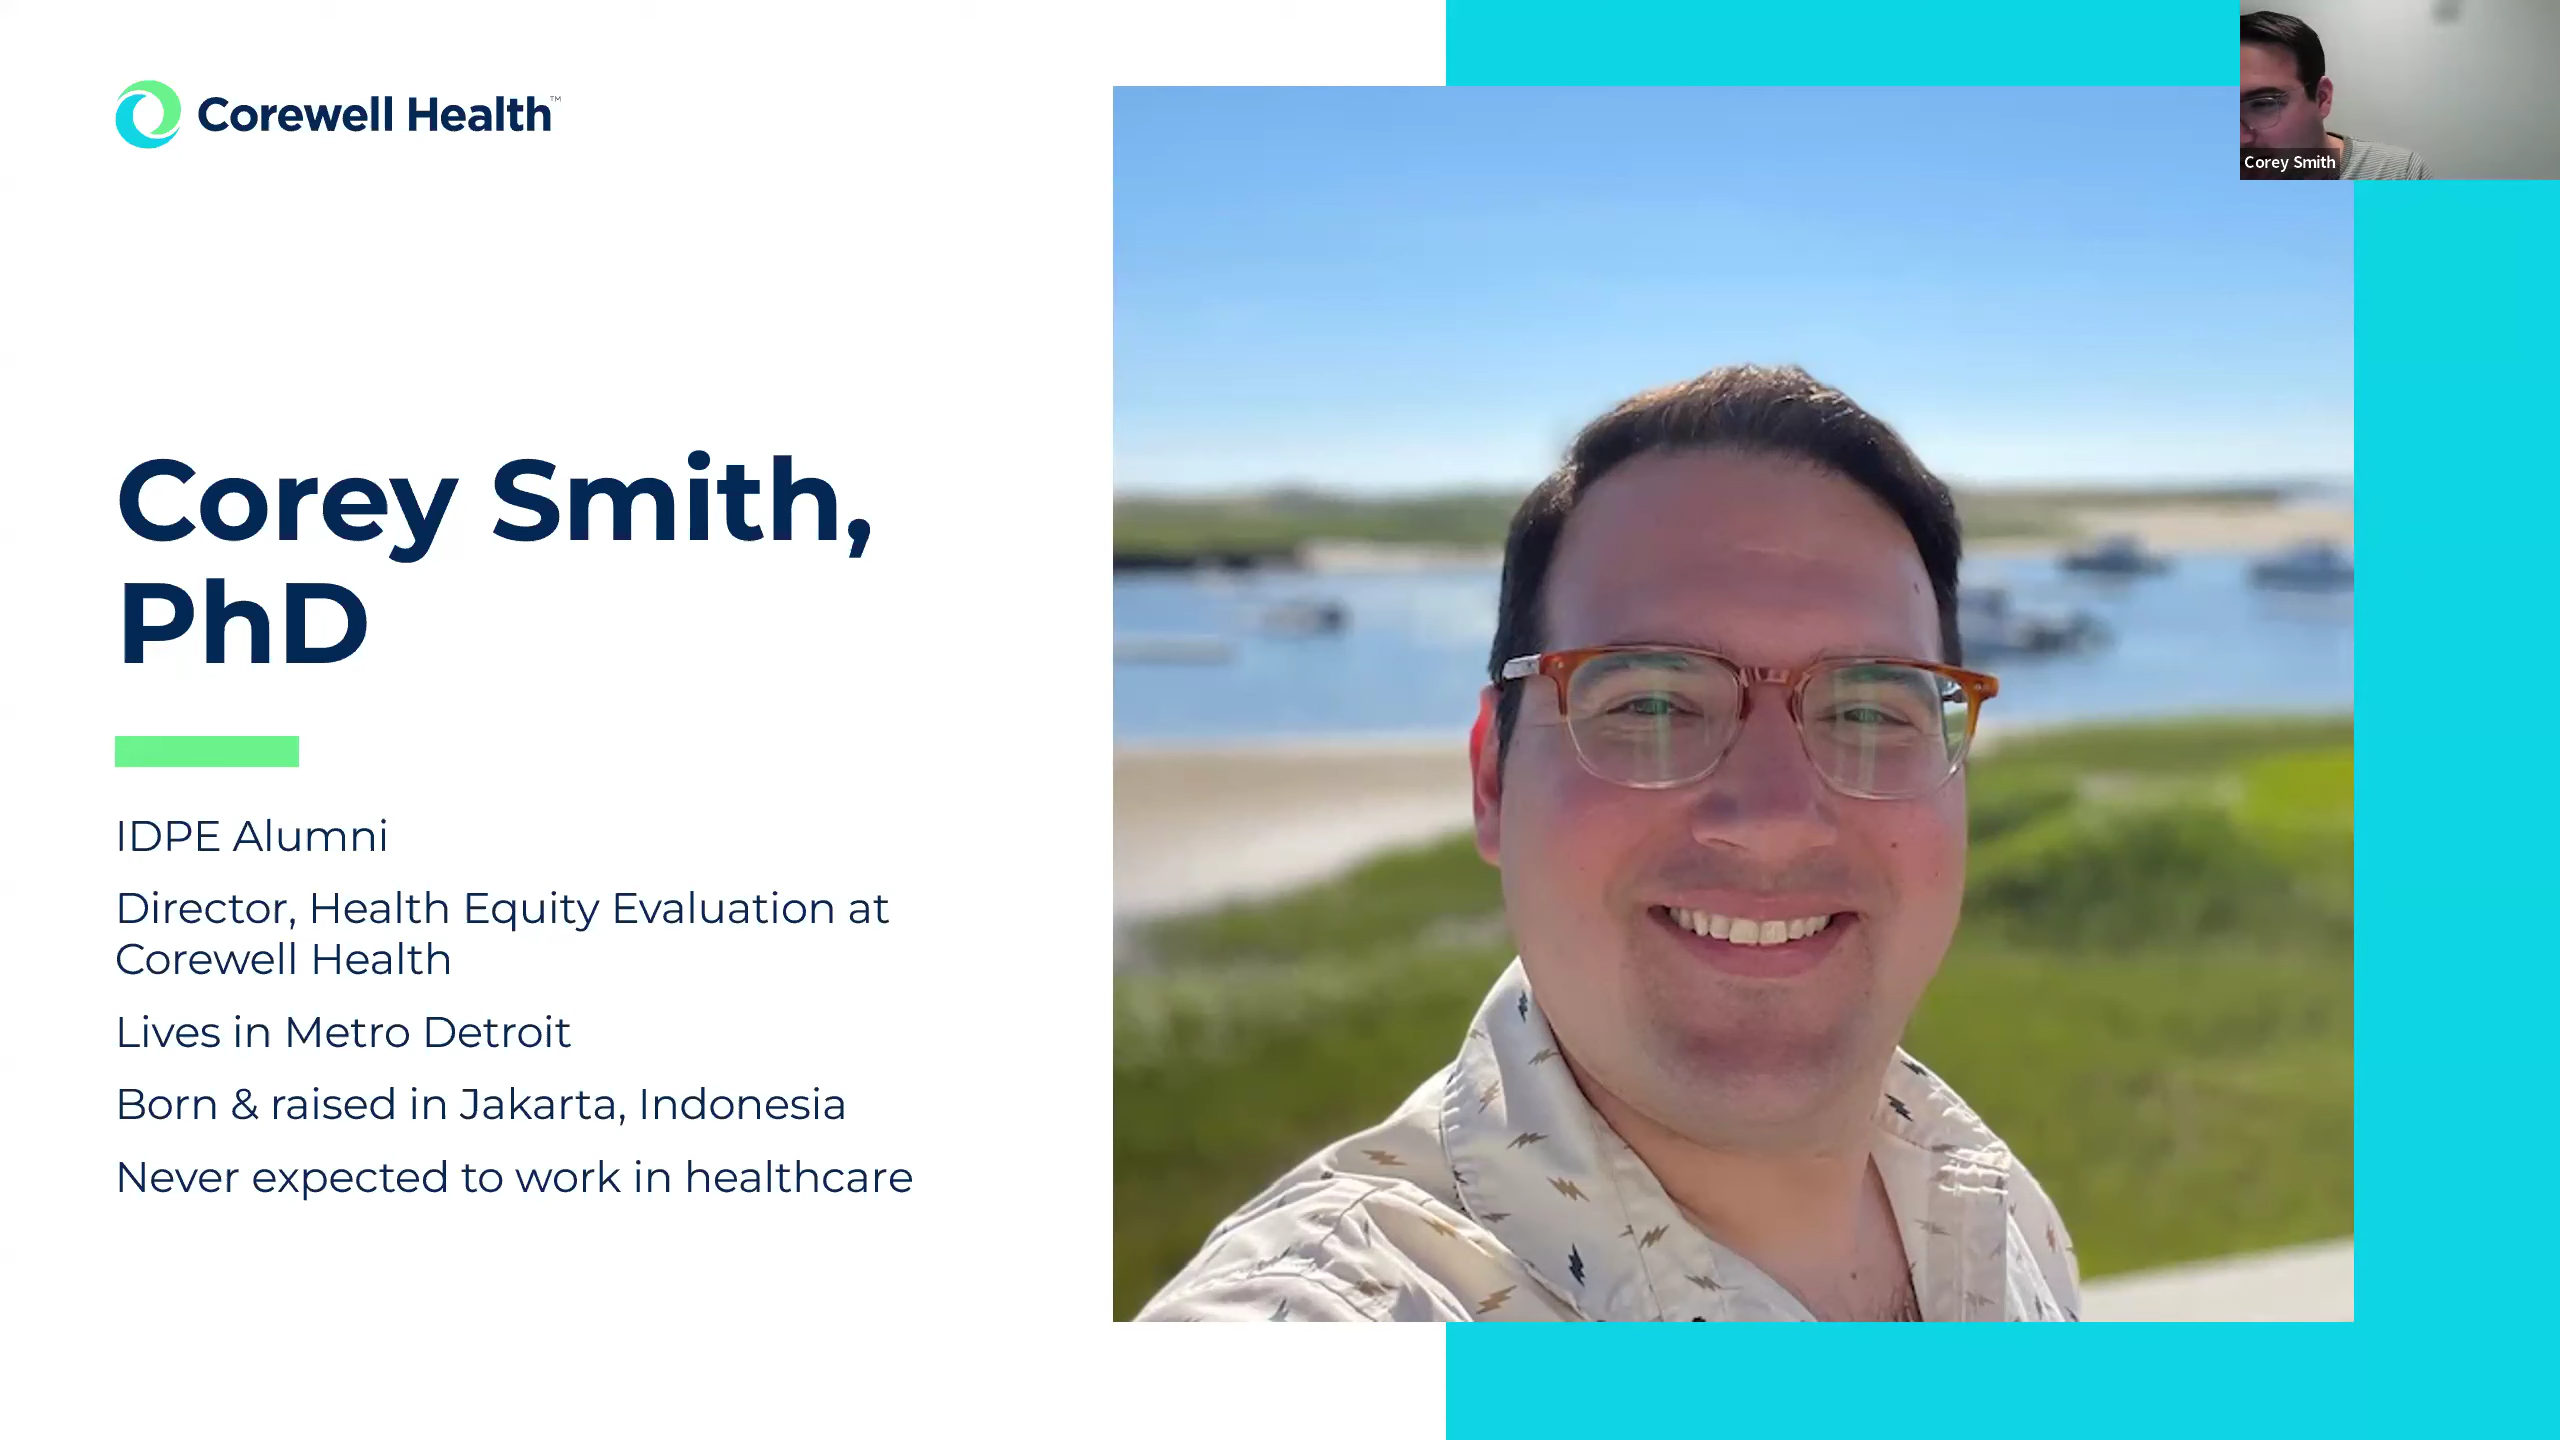 Corewell Health™
Corey Smith
Corey Smith,
PhD
IDPE Alumni
Director, Health Equity Evaluation at
Corewell Health
Lives in Metro Detroit
Born & raised in Jakarta, Indonesia
Never expected to work in healthcare